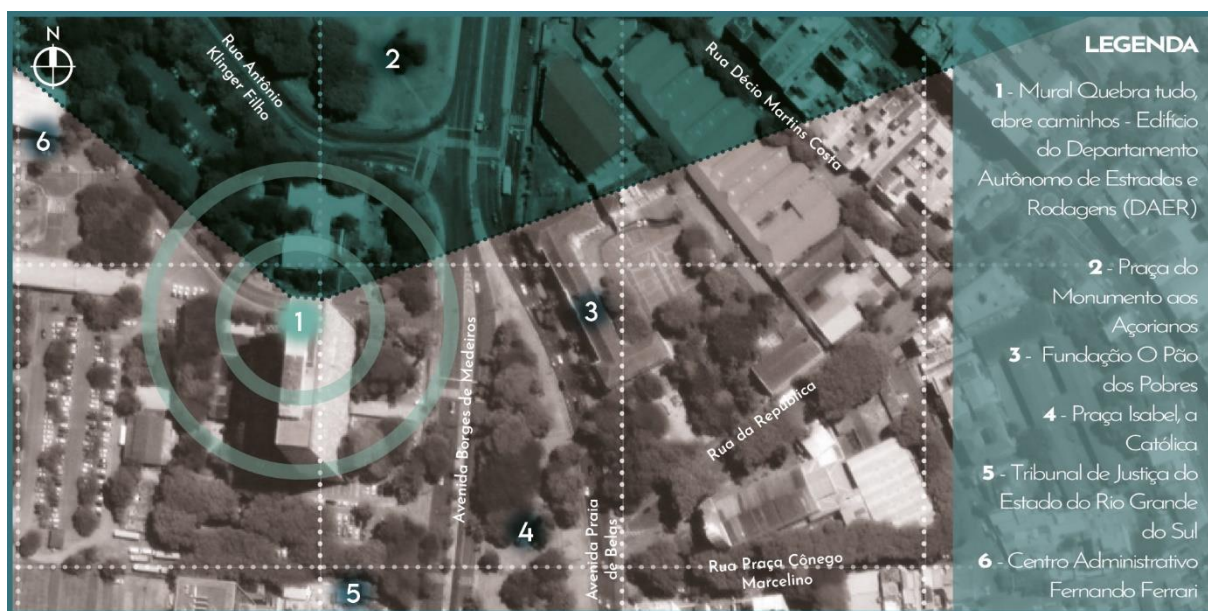 N
Rua Antônio
Klinger Filho
2
Rua Décio Martins Costa
6
1
3
Avenida Borges de Medeiros
Rua da República
4
Avenida Praia
de Belas
5
Rua Praça Cônego
Marcelino
LEGENDA
1 - Mural Quebra tudo,
abre caminhos - Edifício
do Departamento
Autônomo de Estradas e
Rodagens (DAER)
2 - Praça do
Monumento aos
Açorianos
3 - Fundação O Pão
dos Pobres
4 - Praça Isabel, a
Católica
5 - Tribunal de Justiça do
Estado do Rio Grande
do Sul
6 - Centro Administrativo
Fernando Ferrari